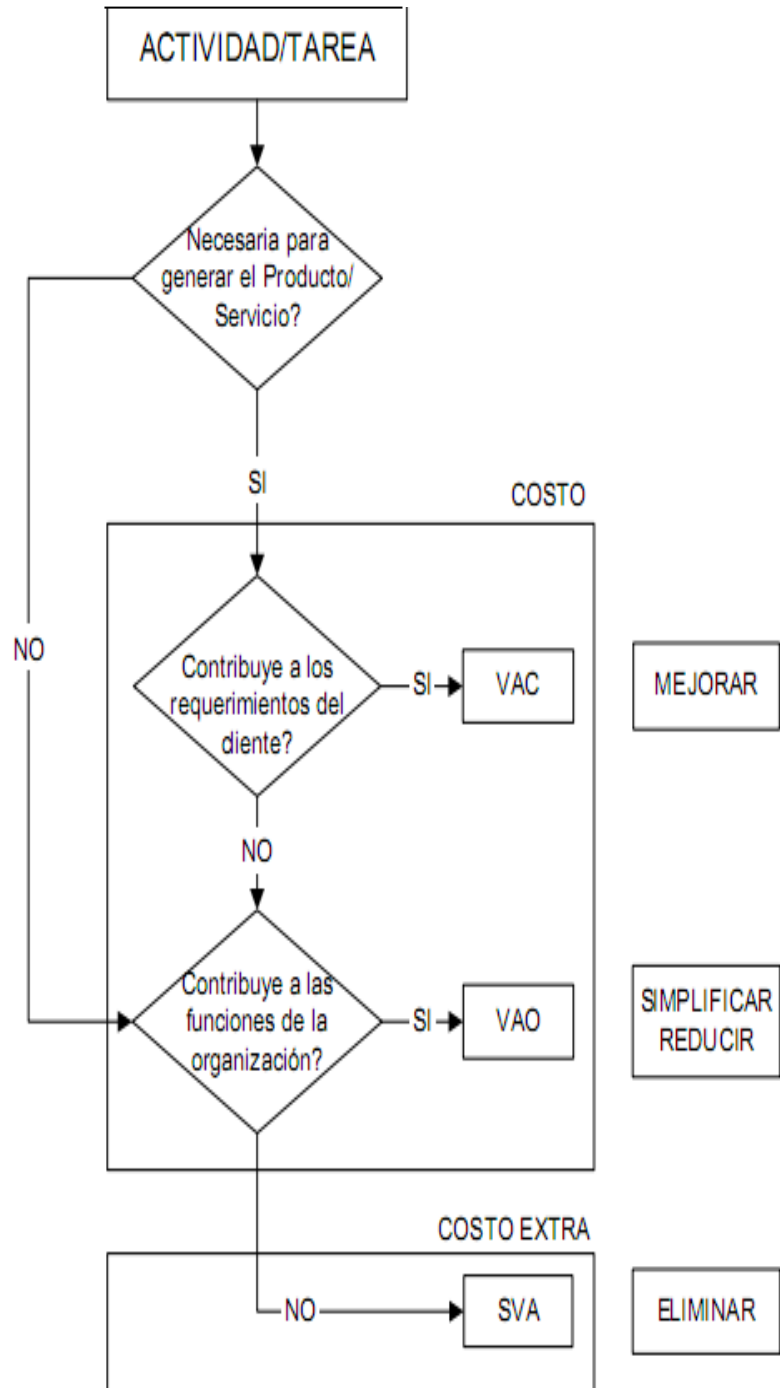 ACTIVIDAD/TAREA
Necesaria para
generar el Producto/
Servicio?
SI
COSTO
NO
Contribuye a los
requerimientos del
cliente?
SI
VAC
MEJORAR
NO
Contribuye a las
funciones de la
organización?
SI
VAO
SIMPLIFICAR
REDUCIR
COSTO EXTRA
NO
SVA
ELIMINAR